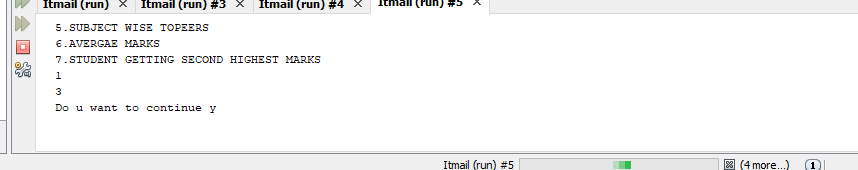 Itmail (run) Itmail (run) #3 Itmail (run) #4 Itmail (run) #5
5.SUBJECT WISE TOPEERS
6.AVERGAE MARKS
7.STUDENT GETTING SECOND HIGHEST MARKS
1
3
Do u want to continue y
Itmail (run) #5 (4 more...) 1